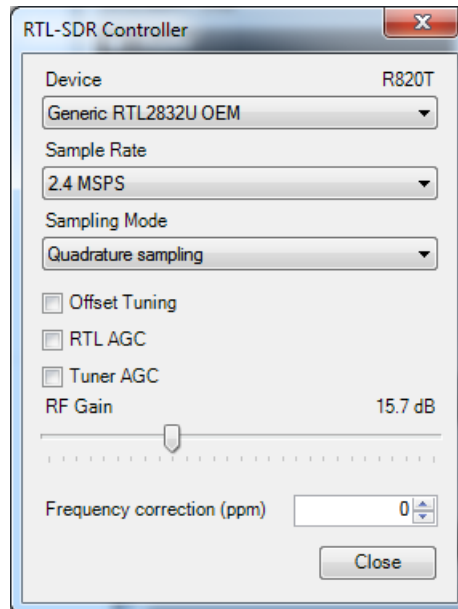 RTL-SDR Controller
Device R820T
Generic RTL2832U OEM
Sample Rate
2.4 MSPS
Sampling Mode
Quadrature sampling
Offset Tuning
RTL AGC
Tuner AGC
RF Gain 15.7 dB
Frequency correction (ppm) 0
Close